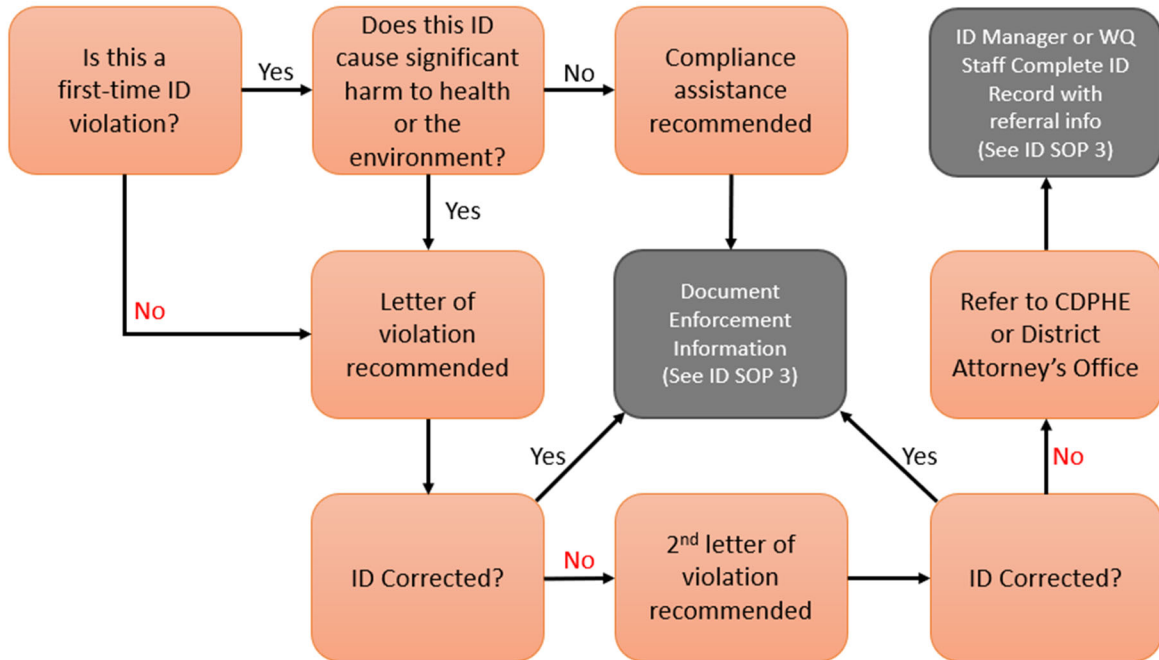 Is this a
first-time ID
violation?
Yes
Does this ID
cause significant
harm to health
or the
environment?
No
Compliance
assistance
recommended
ID Manager or WQ
Staff Complete ID
Record with
referral info
(See ID SOP 3)
Yes
No
Letter of
violation
recommended
Document
Enforcement
Information
(See ID SOP 3)
Refer to CDPHE
or District
Attorney’s Office
Yes
Yes
No
ID Corrected?
No
2nd letter of
violation
recommended
ID Corrected?